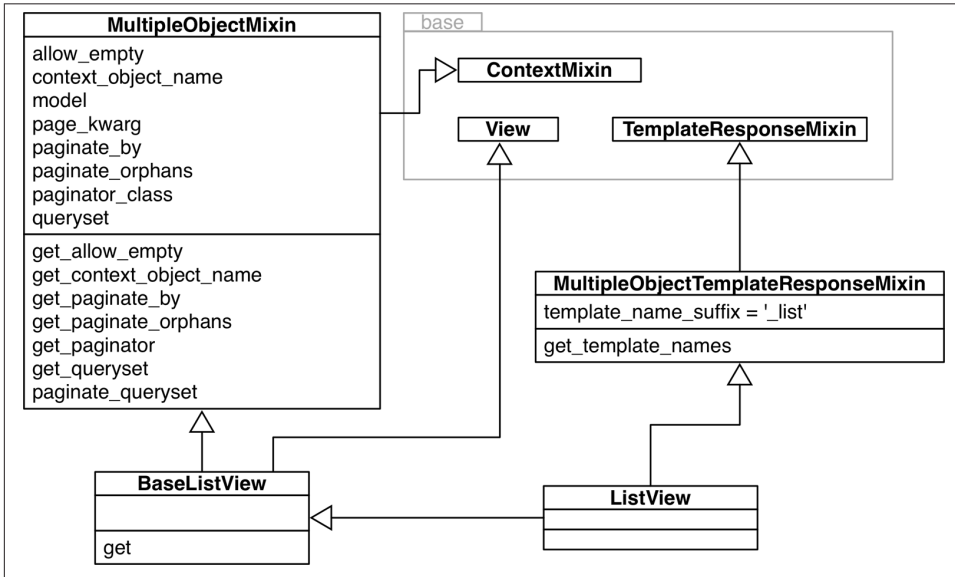 MultipleObjectMixin
allow_empty
context_object_name
model
page_kwarg
paginate_by
paginate_orphans
paginator_class
queryset
get_allow_empty
get_context_object_name
get_paginate_by
get_paginate_orphans
get_paginator
get_queryset
paginate_queryset
base
ContextMixin
View
TemplateResponseMixin
MultipleObjectTemplateResponseMixin
template_name_suffix = '_list'
get_template_names
BaseListView
get
ListView